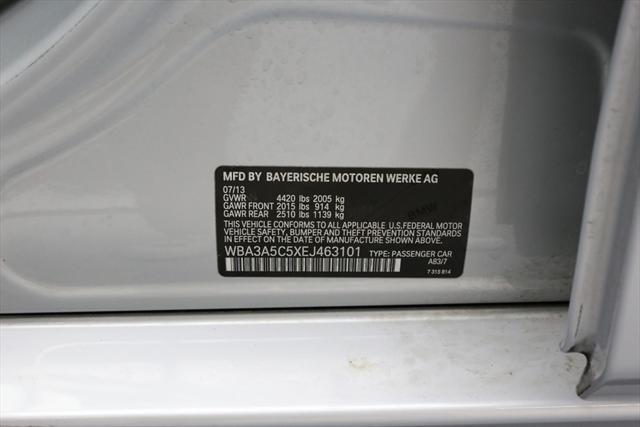 MFD BY BAYERISCHE MOTOREN WERKE AG
07/13
GVWR 4420 lbs 2005 kg
GAWR FRONT 2015 lbs 914 kg
GAWR REAR 2510 lbs 1139 kg
BMW
THIS VEHICLE CONFORMS TO ALL APPLICABLE U.S.FEDERAL MOTOR
VEHICLE SAFETY, BUMPER AND THEFT PREVENTION STANDARDS
IN EFFECT ON THE DATE OF MANUFACTURE SHOWN ABOVE.
WBA3A5C5XEJ463101 TYPE: PASSENGER CAR
A83/7
7 315 814